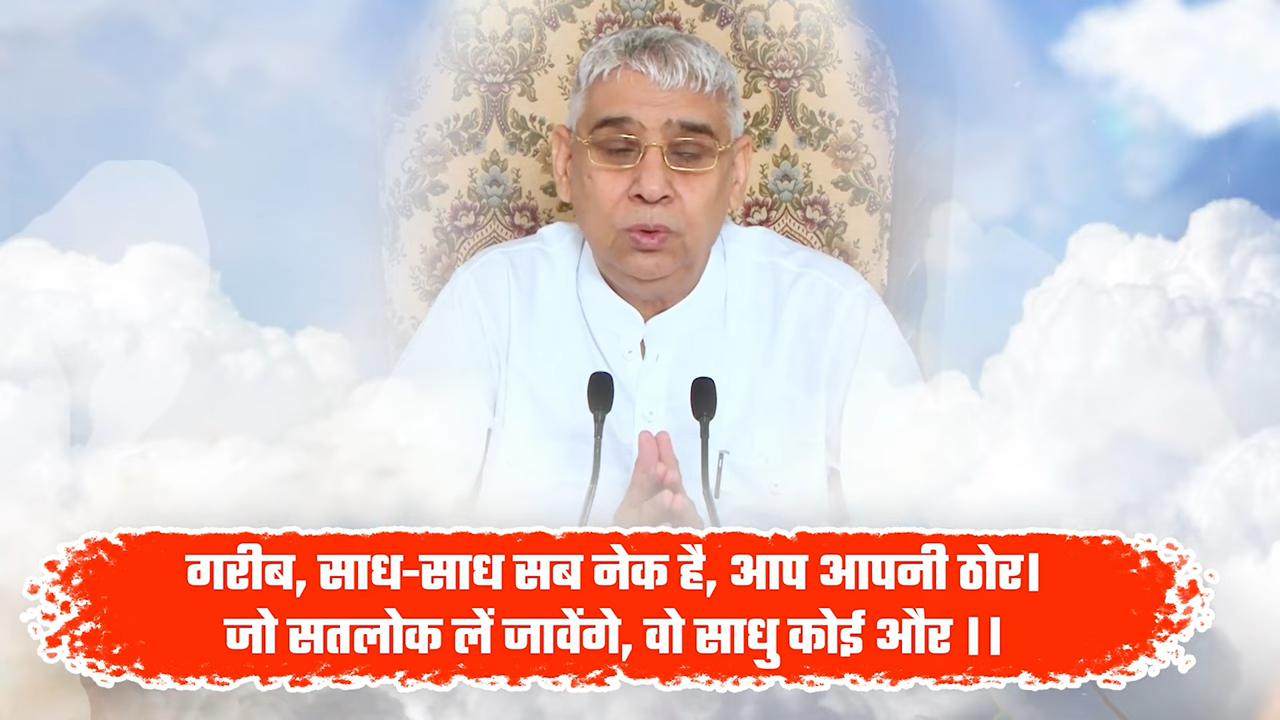 गरीब, साध-साध सब नेक है, आप आपनी ठोर।
जो सतलोक लें जावेंगे, वो साधु कोई और ।।